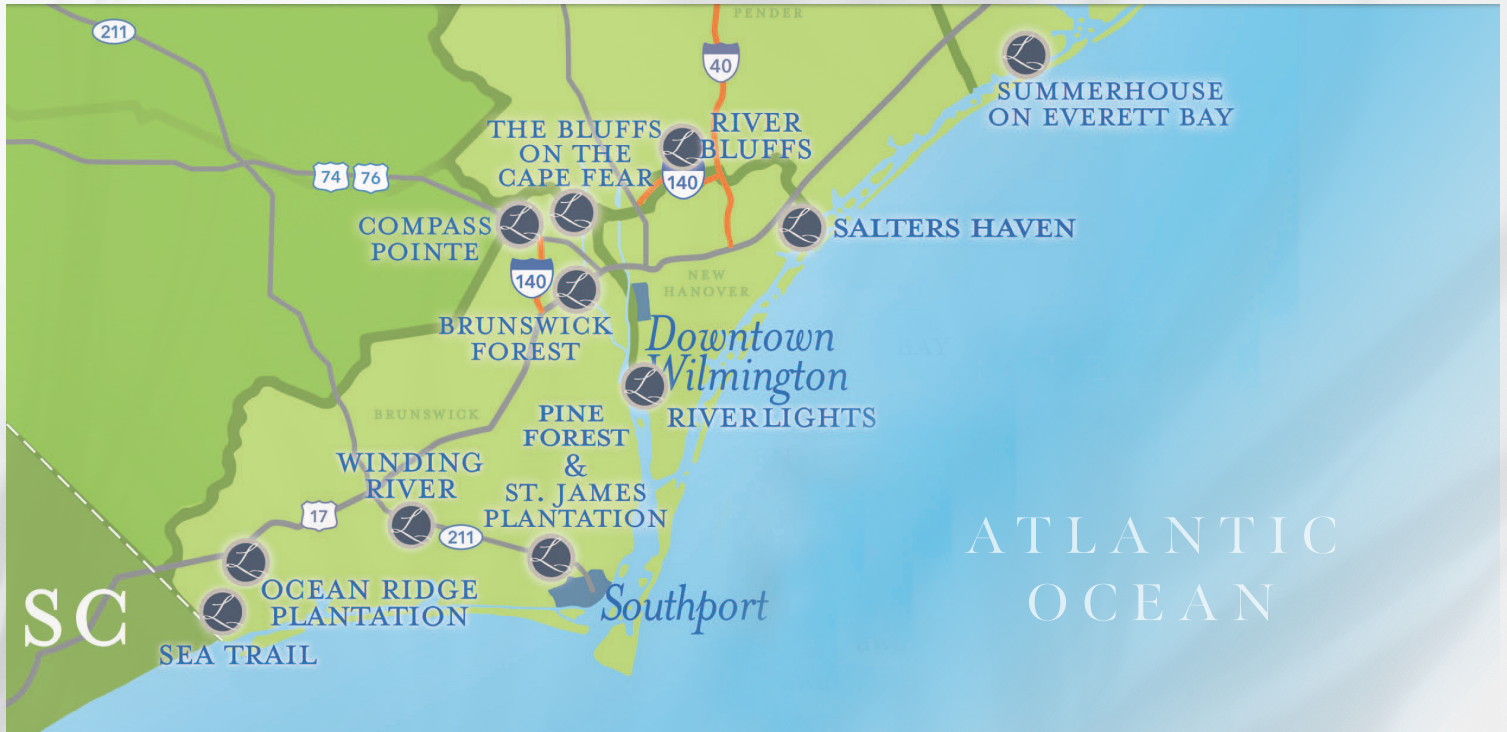 PENDER
211
40
SUMMERHOUSE
ON EVERETT BAY
THE BLUFFS
ON THE
CAPE FEAR
RIVER
BLUFFS
140
74
76
COMPASS
POINTE
SALTERS HAVEN
140
NEW
HANOVER
BRUNSWICK
FOREST
Downtown
Wilmington
RIVERLIGHTS
BRUNSWICK
PINE
FOREST
&
ST. JAMES
PLANTATION
WINDING
RIVER
17
211
ATLANTIC
OCEAN
SC
OCEAN RIDGE
PLANTATION
Southport
SEA TRAIL